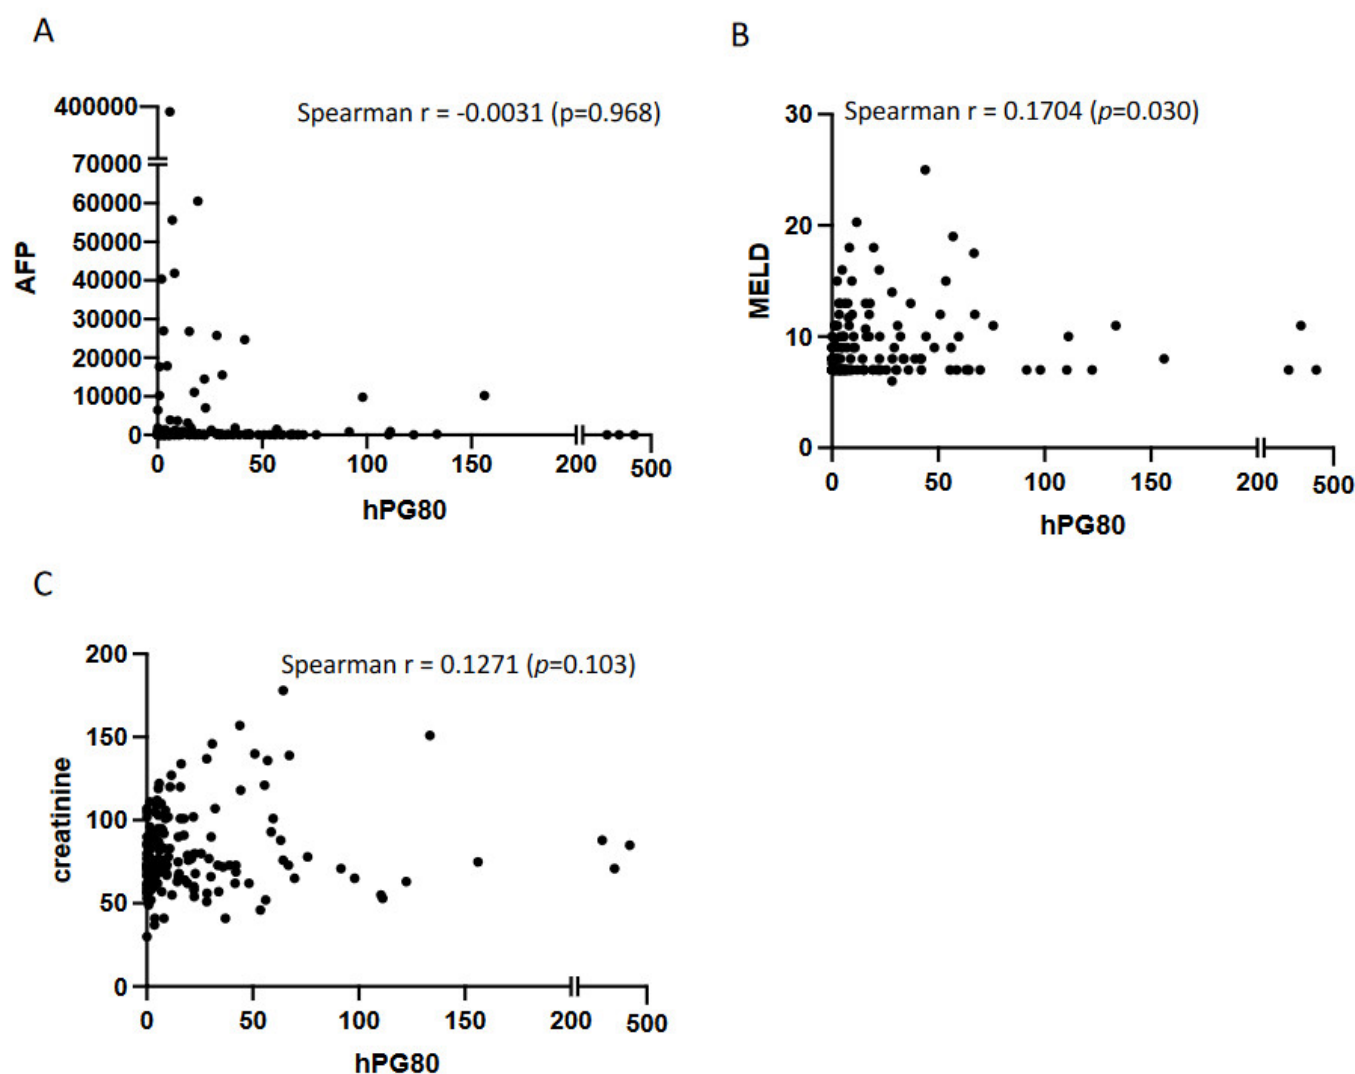 A
Spearman r = -0.0031 (p=0.968)
400000
70000
60000
50000
40000
30000
20000
10000
0
AFP
0 50 100 150 200 500
hPG80
B
Spearman r = 0.1704 (p=0.030)
30
20
10
0
MELD
0 50 100 150 200 500
hPG80
C
Spearman r = 0.1271 (p=0.103)
200
150
100
50
0
creatinine
0 50 100 150 200 500
hPG80